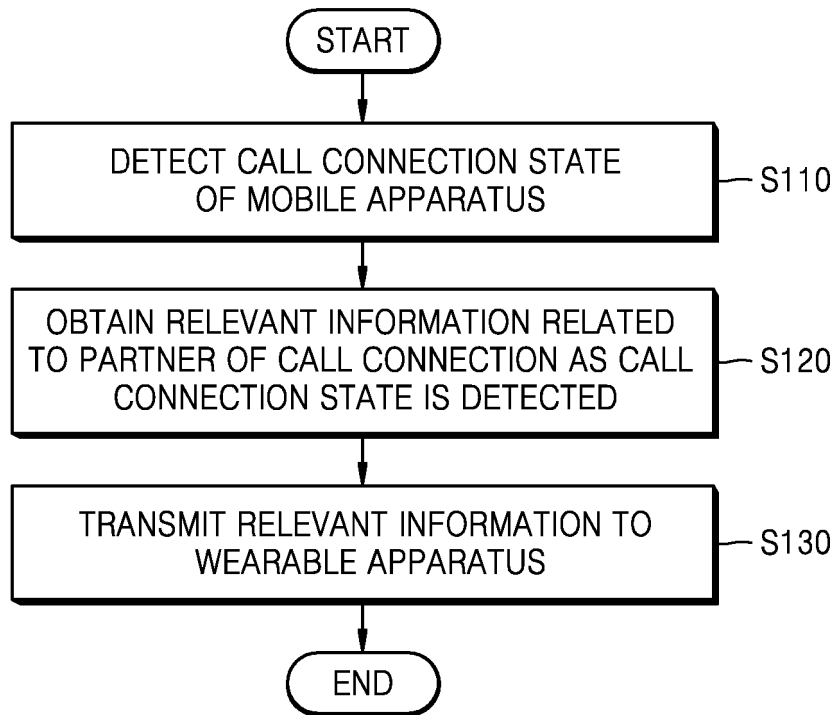 START
DETECT CALL CONNECTION STATE
OF MOBILE APPARATUS
S110
OBTAIN RELEVANT INFORMATION RELATED
TO PARTNER OF CALL CONNECTION AS CALL
CONNECTION STATE IS DETECTED
S120
TRANSMIT RELEVANT INFORMATION TO
WEARABLE APPARATUS
S130
END